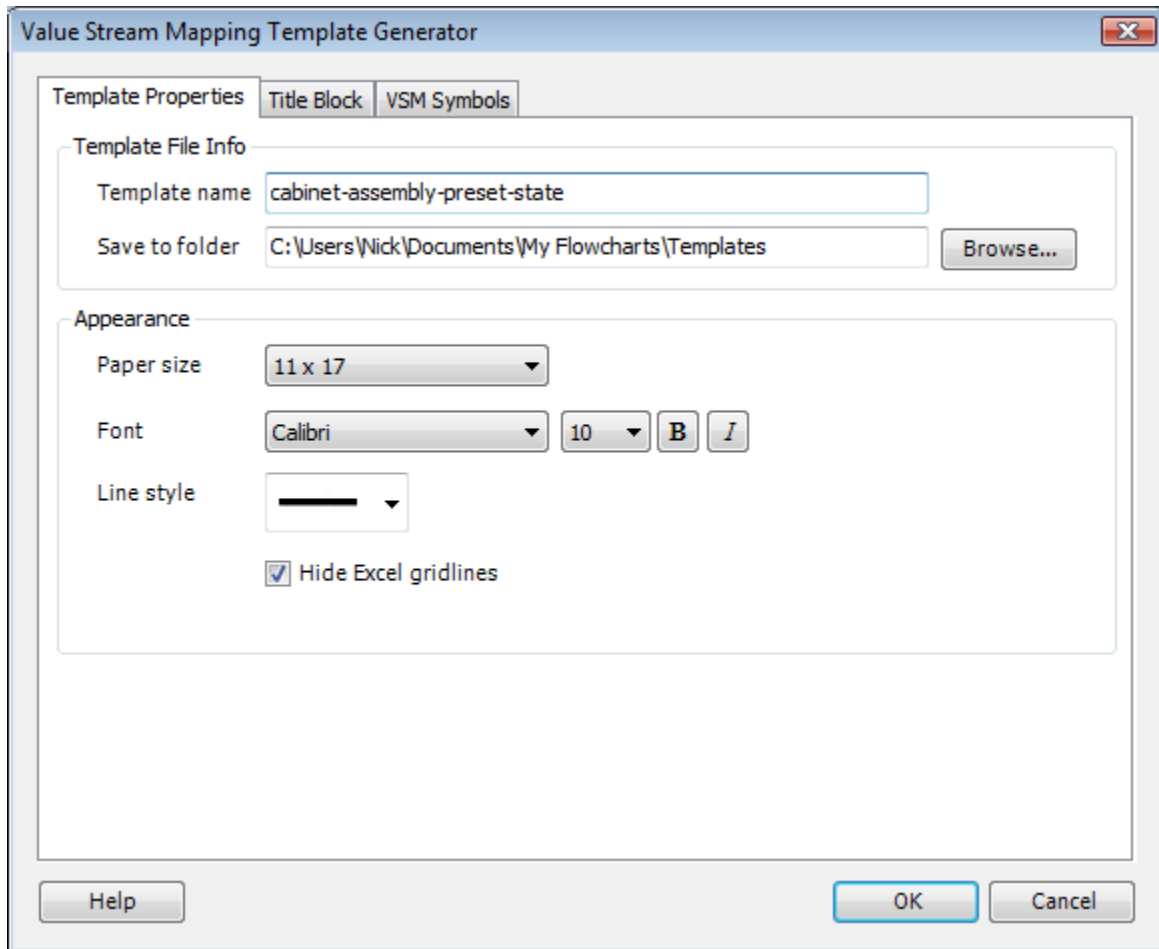 Value Stream Mapping Template Generator
Template Properties Title Block VSM Symbols
Template File Info
Template name cabinet-assembly-preset-state
Save to folder C:\Users\Nick\Documents\My Flowcharts\Templates Browse...
Appearance
Paper size 11 x 17
Font Calibri 10 B I
Line style
Hide Excel gridlines
Help OK Cancel